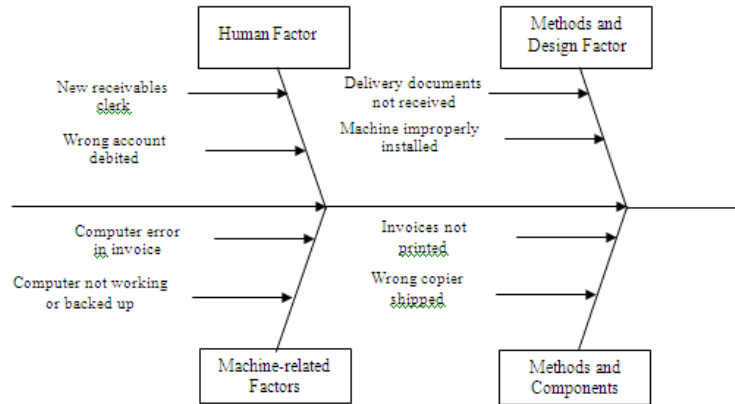 Human Factor
Methods and
Design Factor
New receivables
clerk
Delivery documents
not received
Wrong account
debited
Machine improperly
installed
Computer error
in invoice
Invoices not
printed
Computer not working
or backed up
Wrong copier
shipped
Machine-related
Factors
Methods and
Components